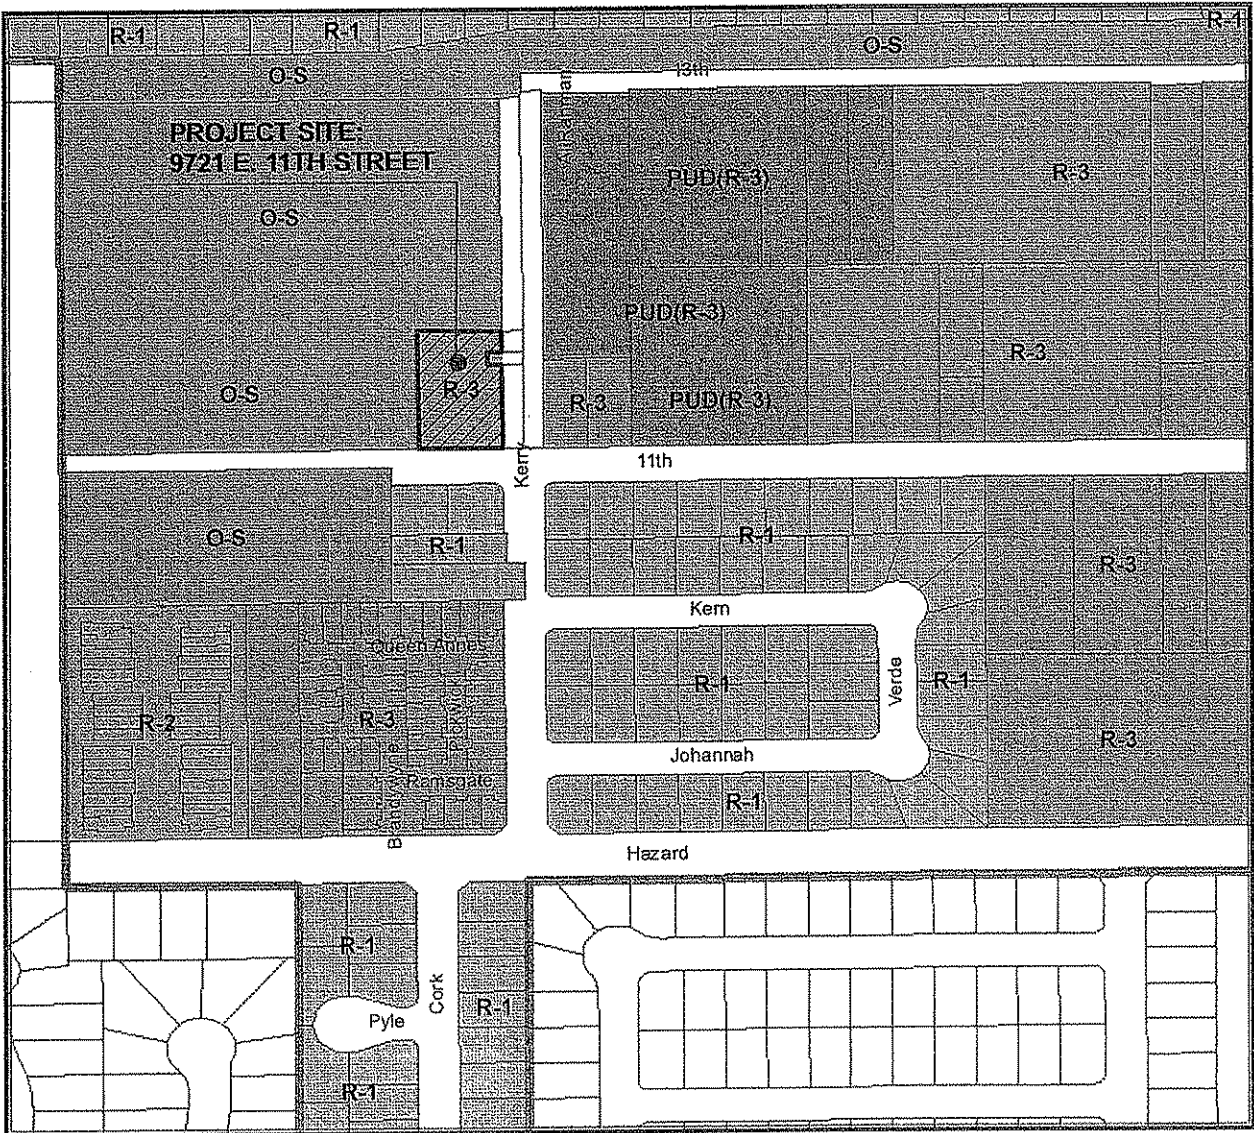 R-1
R-1
R-1
O-S
O-S
13th
PROJECT SITE:
9721 E. 11TH STREET
PUD(R-3)
R-3
O-S
PUD(R-3)
R-3
R-3
O-S
R-3
PUD(R-3)
Kerry
11th
O-S
R-1
R-1
R-3
Kern
Queen Annes
Verde
R-1
R-1
Pickwick
R-2
R-3
R-3
Johannah
Brandywyne
Ramsgate
R-1
Hazard
R-1
Cork
R-1
Pyle
R-1